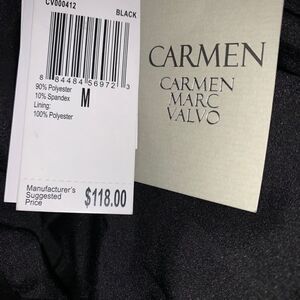 CV000412
BLACK
8 84484 56972 3
90% Polyester
10% Spandex
Lining:
100% Polyester
M
Manufacturer's
Suggested
Price
$118.00
CARMEN
CARMEN
MARC
VALVO